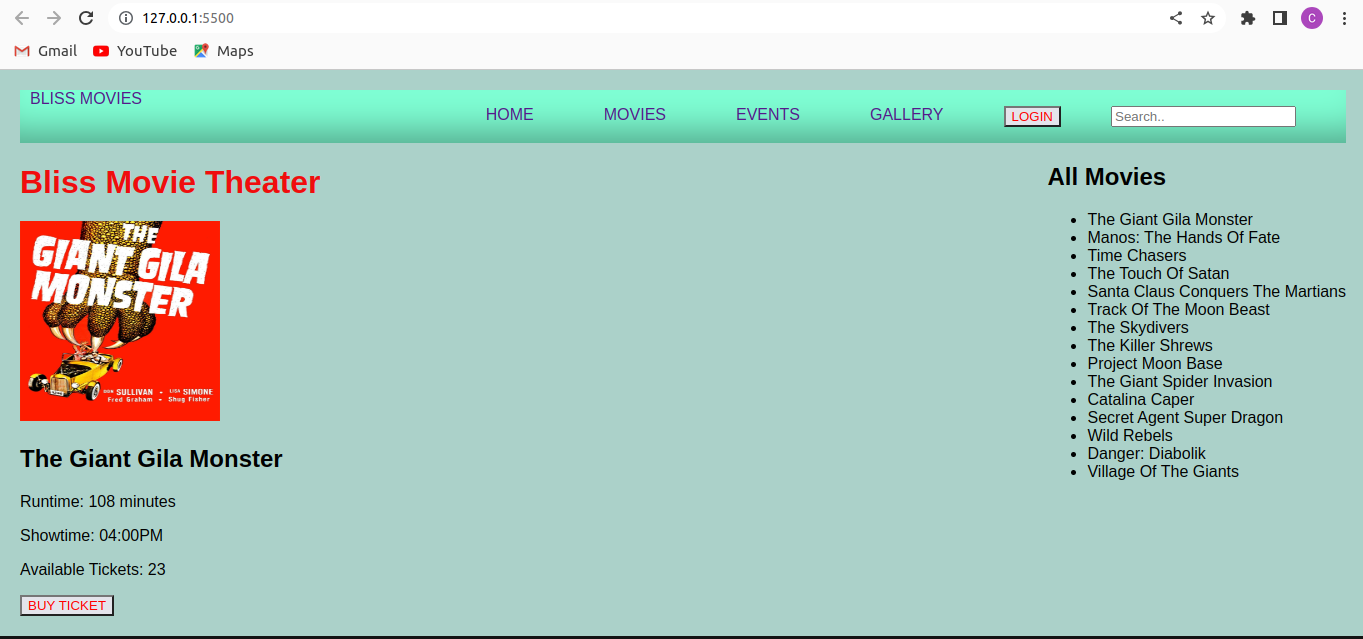 127.0.0.1:5500
C
Gmail YouTube Maps
BLISS MOVIES
HOME MOVIES EVENTS GALLERY LOGIN Search..
Bliss Movie Theater
THE
GIANT GILA
MONSTER
DON SULLIVAN - LISA SIMONE
Fred Graham - Shug Fisher
The Giant Gila Monster
Runtime: 108 minutes
Showtime: 04:00PM
Available Tickets: 23
BUY TICKET
All Movies
The Giant Gila Monster
Manos: The Hands Of Fate
Time Chasers
The Touch Of Satan
Santa Claus Conquers The Martians
Track Of The Moon Beast
The Skydivers
The Killer Shrews
Project Moon Base
The Giant Spider Invasion
Catalina Caper
Secret Agent Super Dragon
Wild Rebels
Danger: Diabolik
Village Of The Giants